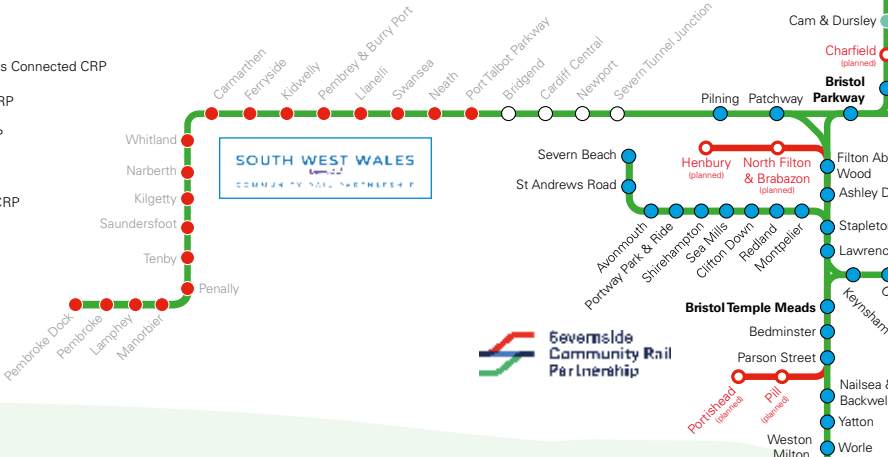 s Connected CRP
RP
CRP
Carmarthen
Ferryside
Kidwelly
Pembrey & Burry Port
Llanelli
Swansea
Neath
Port Talbot Parkway
Bridgend
Cardiff Central
Newport
Severn Tunnel Junction
Pilning
Patchway
Bristol
Parkway
Cam & Dursley
Charfield
(planned)
Whitland
Narberth
Kilgetty
Saundersfoot
Tenby
Penally
Manorbier
Lamphey
Pembroke
Pembroke Dock
SOUTH WEST WALES
COMMUNITY RAIL PARTNERSHIP
Severn Beach
St Andrews Road
Henbury
(planned)
North Filton
& Brabazon
(planned)
Avonmouth
Portway Park & Ride
Shirehampton
Sea Mills
Clifton Down
Redland
Montpelier
Filton Ab
Wood
Ashley D
Stapleto
Lawrenc
Keynsham
Bristol Temple Meads
Bedminster
Parson Street
Portishead
(planned)
Pill
(planned)
Nailsea &
Backwel
Yatton
Weston
Milton
Worle
Severnside
Community Rail
Partnership